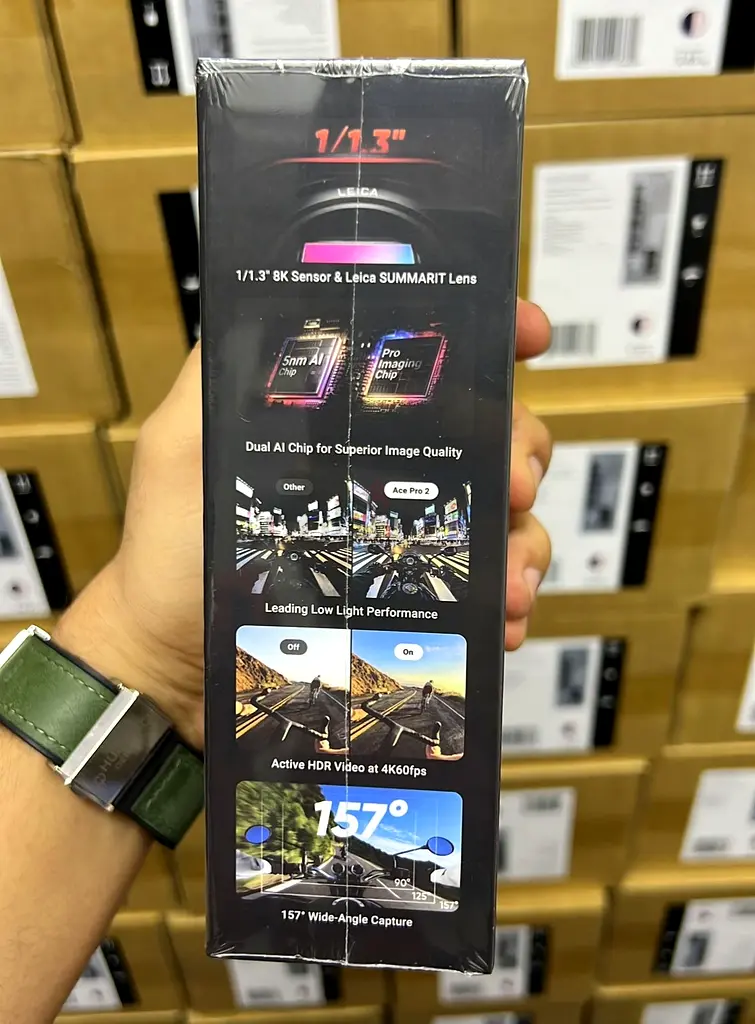 1/1.3"
LEICA
1/1.3" 8K Sensor & Leica SUMMARIT Lens
5nm AI
Chip
Pro
Imaging
Chip
Dual AI Chip for Superior Image Quality
Other
Ace Pro 2
Leading Low Light Performance
Off
On
Active HDR Video at 4K60fps
157°
90°
125°
157°
157° Wide-Angle Capture